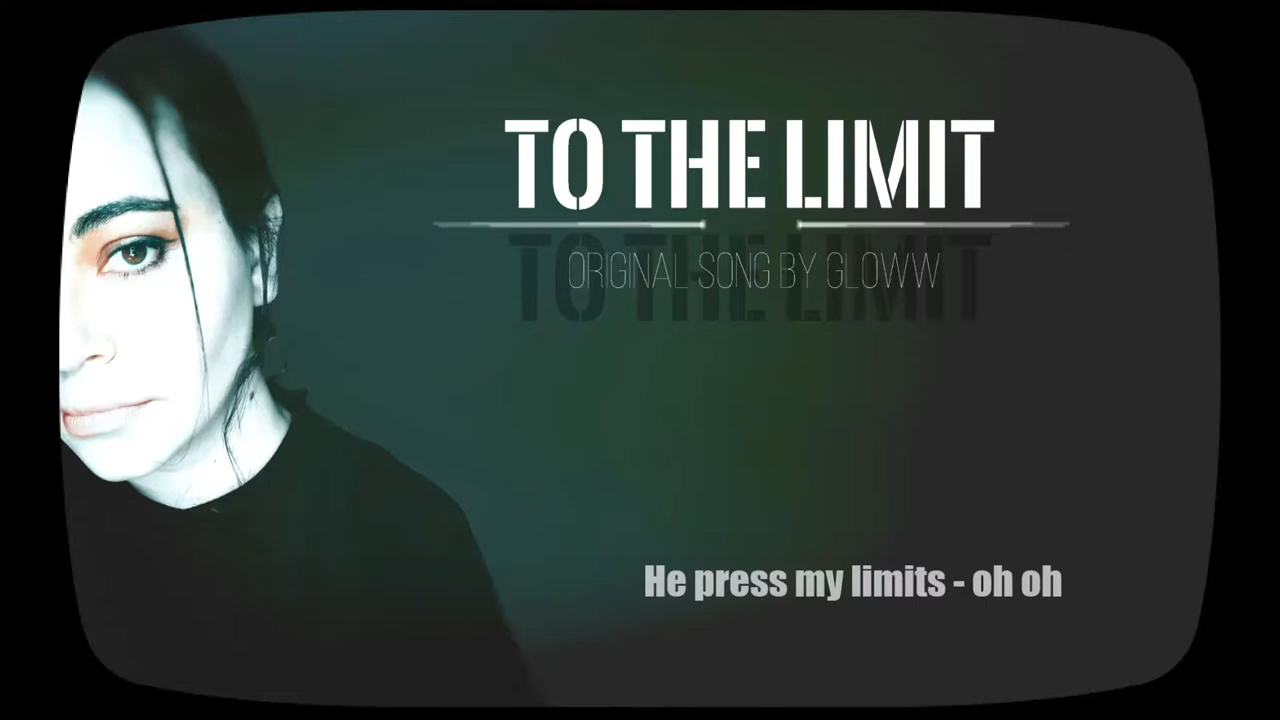 TO THE LIMIT
ORIGINAL SONG BY GLOWW
He press my limits - oh oh